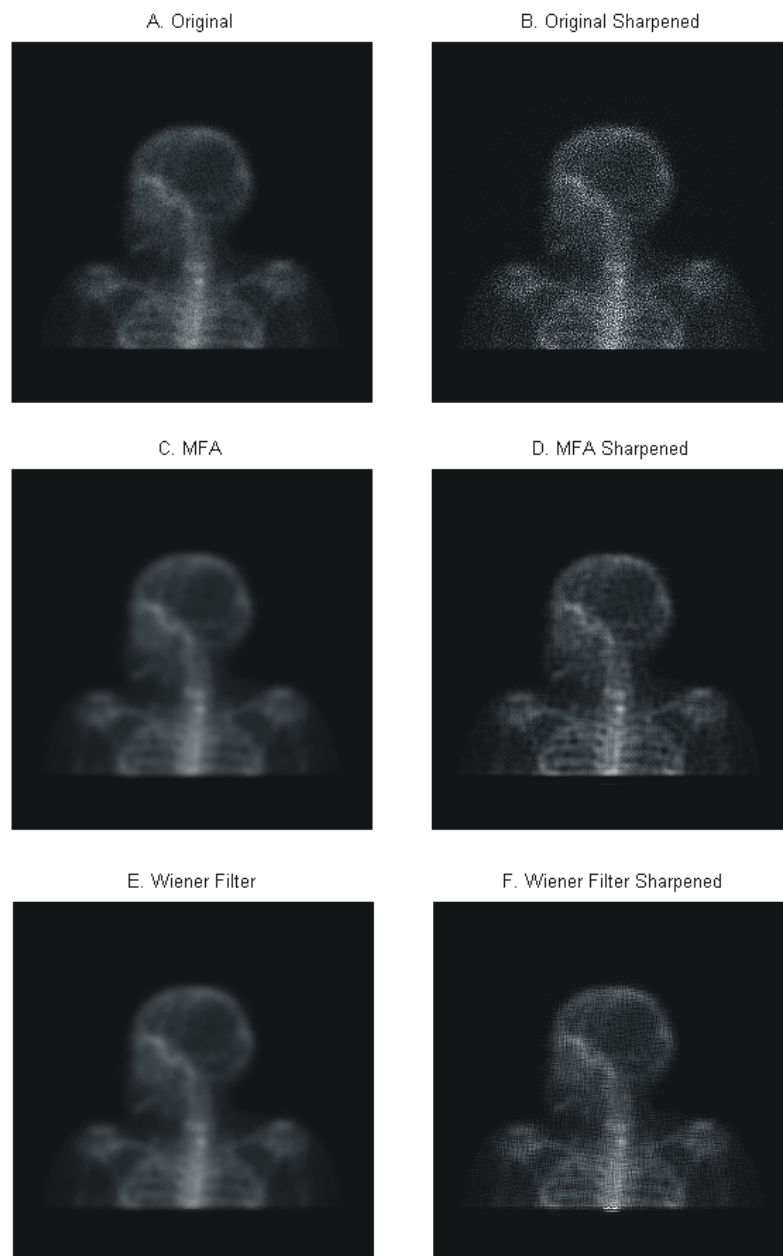 A. Original
B. Original Sharpened
C. MFA
D. MFA Sharpened
E. Wiener Filter
F. Wiener Filter Sharpened